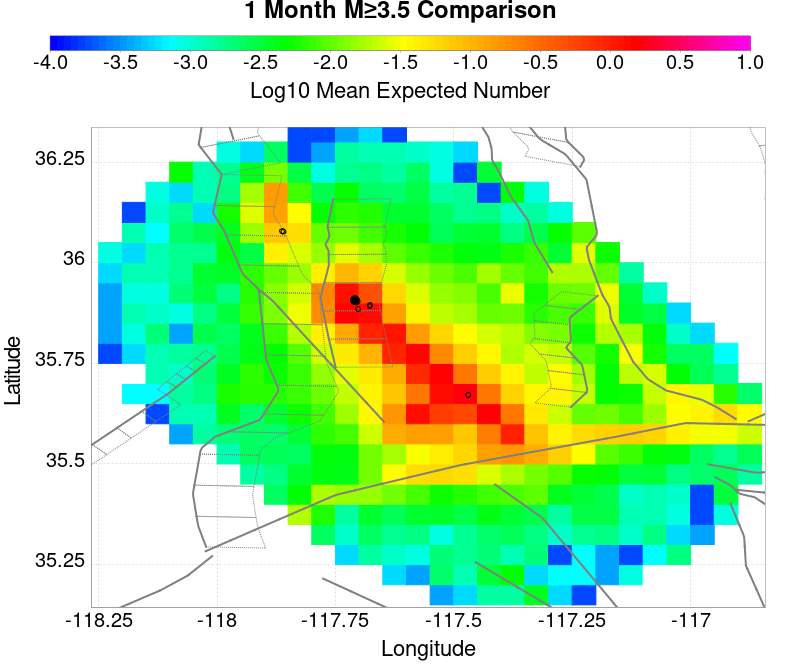 1 Month M≥3.5 Comparison
-4.0 -3.5 -3.0 -2.5 -2.0 -1.5 -1.0 -0.5 0.0 0.5 1.0
Log10 Mean Expected Number
36.25
36
35.75
35.5
35.25
Latitude
-118.25 -118 -117.75 -117.5 -117.25 -117
Longitude